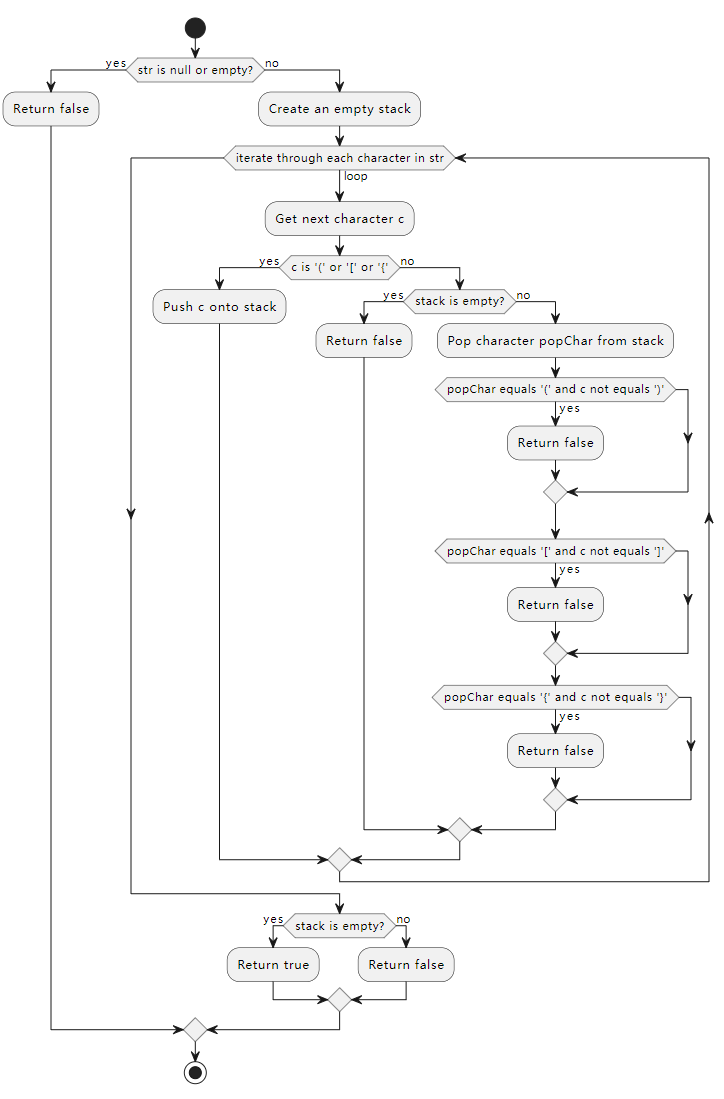 str is null or empty?
yes
no
Return false
Create an empty stack
iterate through each character in str
loop
Get next character c
c is '(' or '[' or '{'
yes
no
Push c onto stack
stack is empty?
yes
no
Return false
Pop character popChar from stack
popChar equals '(' and c not equals ')'
yes
Return false
popChar equals '[' and c not equals ']'
yes
Return false
popChar equals '{' and c not equals '}'
yes
Return false
stack is empty?
yes
no
Return true
Return false